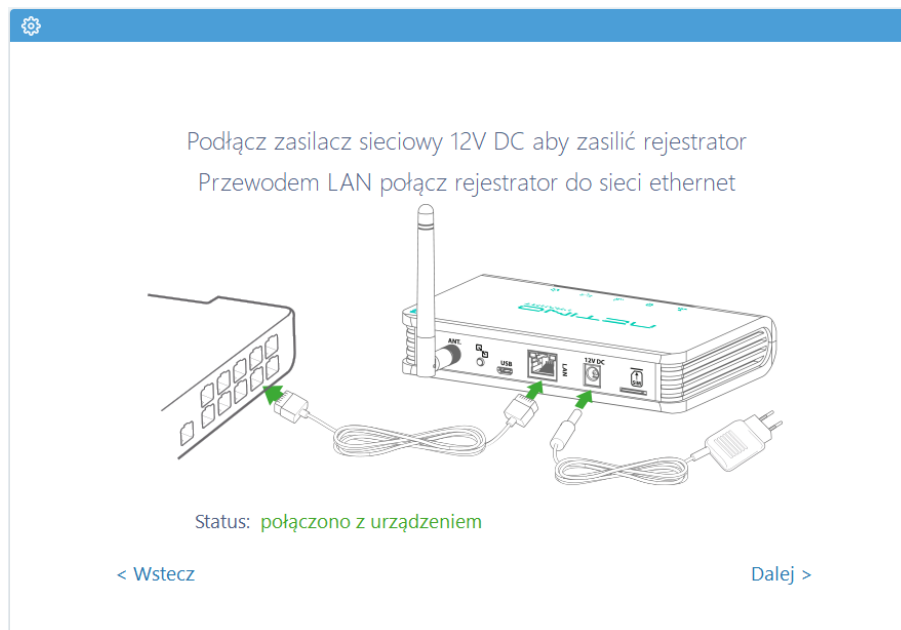 Podłącz zasilacz sieciowy 12V DC aby zasilić rejestrator
Przewodem LAN połącz rejestrator do sieci ethernet
ANT.
USB
LAN
12V DC
SIM
Status: połączono z urządzeniem
< Wstecz
Dalej >